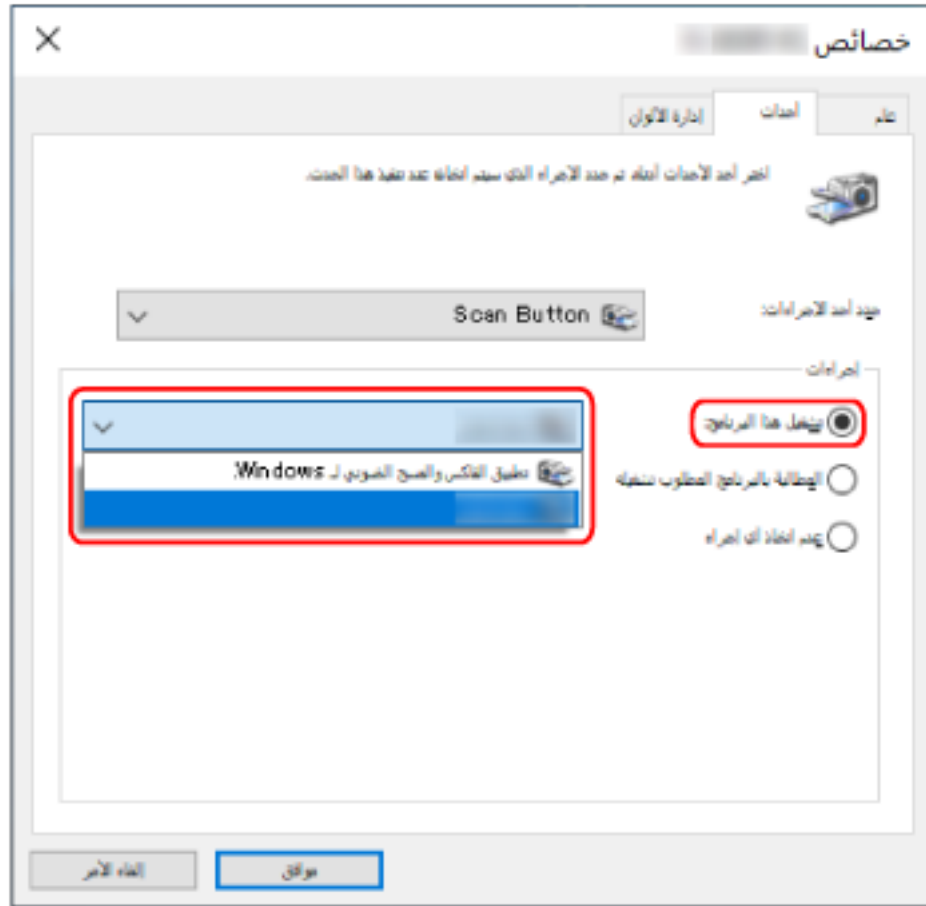 خصائص
عام
أحداث
إدارة الألوان
اختر أحد الأحداث أدناه، ثم حدد الإجراء الذي سيتم اتخاذه عند تنفيذ هذا الحدث.
حدد أحد الإجراءات:
Scan Button
إجراءات
تشغيل هذا البرنامج:
تطبيق الفاكس والمسح الضوئي لـ Windows.
المطالبة بالبرنامج المطلوب تشغيله
عدم اتخاذ أي إجراء
موافق
إلغاء الأمر